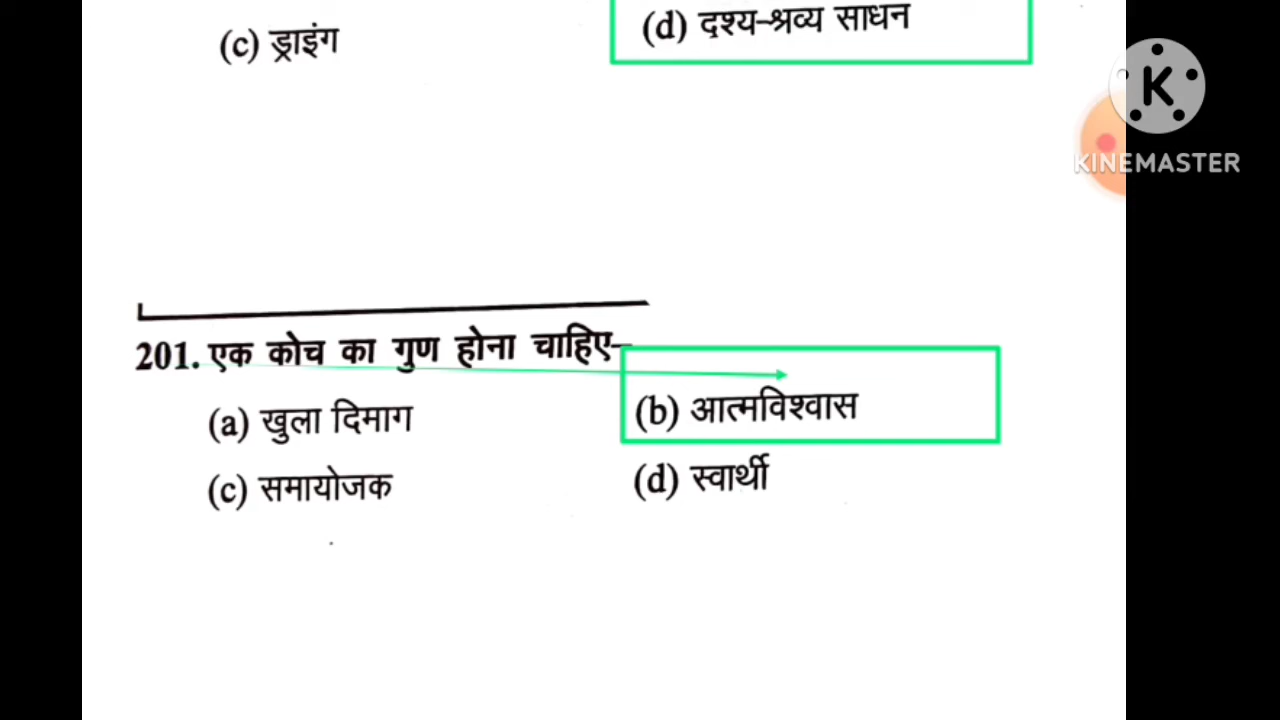 (c) ड्राइंग
(d) दृश्य-श्रव्य साधन
K
KINEMASTER
201. एक कोच का गुण होना चाहिए–
(a) खुला दिमाग
(b) आत्मविश्वास
(c) समायोजक
(d) स्वार्थी